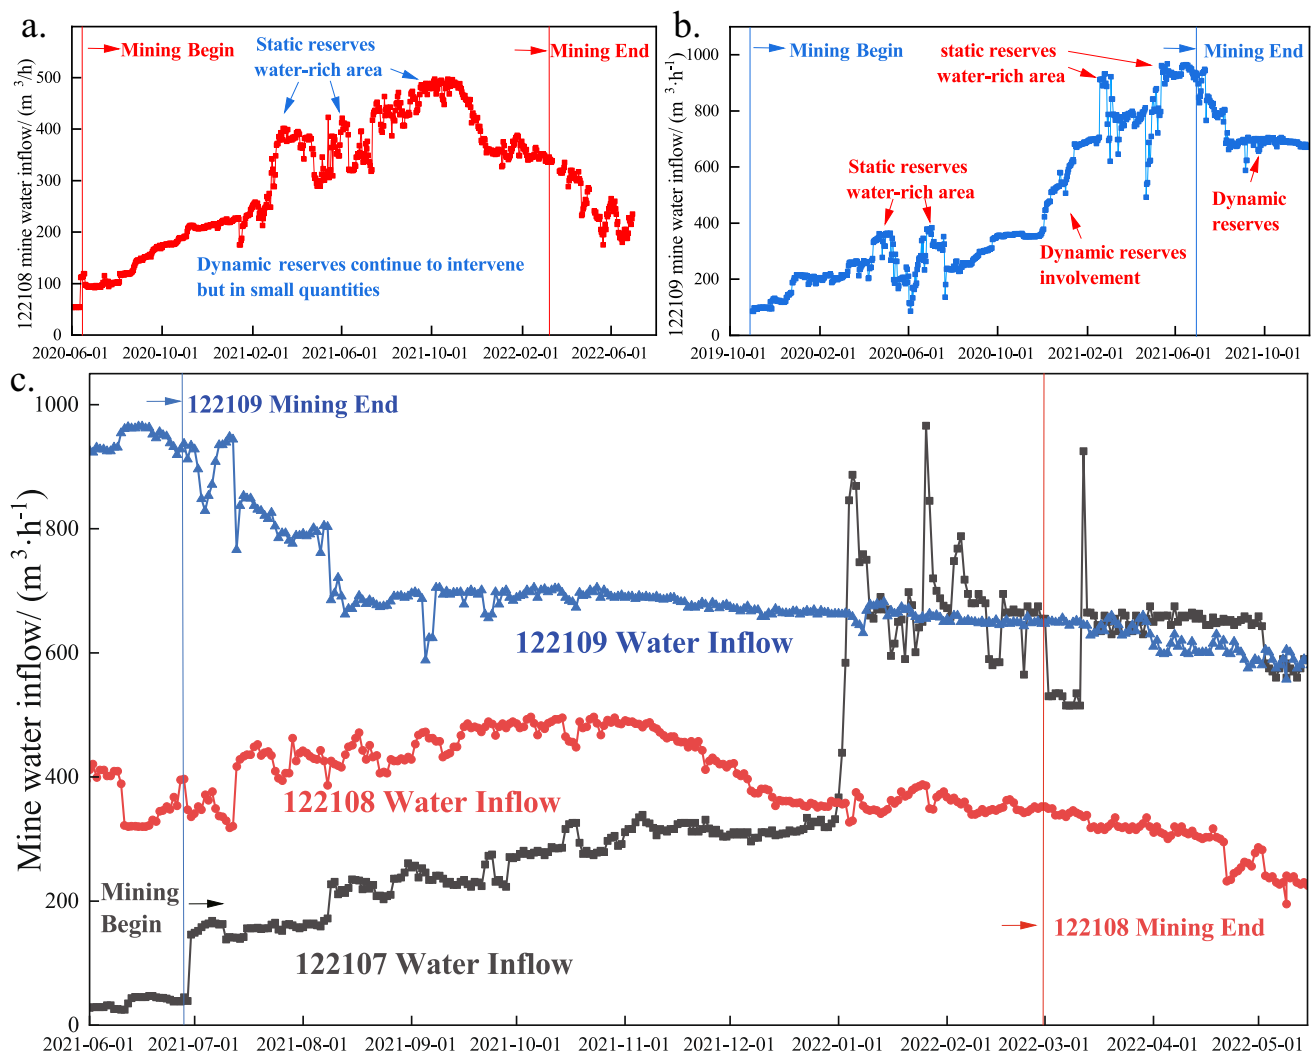 a.
Mining Begin
Static reserves
water-rich area
Mining End
122108 mine water inflow/ (m³/h)
500
400
300
200
100
0
Dynamic reserves continue to intervene
but in small quantities
2020-06-01 2020-10-01 2021-02-01 2021-06-01 2021-10-01 2022-02-01 2022-06-01
b.
Mining Begin
static reserves
water-rich area
Mining End
122109 mine water inflow/ (m³·h⁻¹)
1000
800
600
400
200
0
Static reserves
water-rich area
Dynamic reserves
involvement
Dynamic
reserves
2019-10-01 2020-02-01 2020-06-01 2020-10-01 2021-02-01 2021-06-01 2021-10-01
c.
122109 Mining End
Mine water inflow/ (m³·h⁻¹)
1000
800
600
400
200
0
122109 Water Inflow
122108 Water Inflow
Mining
Begin
122107 Water Inflow
122108 Mining End
2021-06-01 2021-07-01 2021-08-01 2021-09-01 2021-10-01 2021-11-01 2021-12-01 2022-01-01 2022-02-01 2022-03-01 2022-04-01 2022-05-01